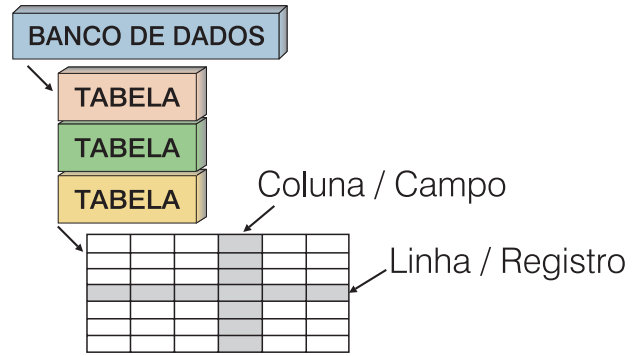 BANCO DE DADOS
TABELA
TABELA
TABELA
Coluna / Campo
Linha / Registro